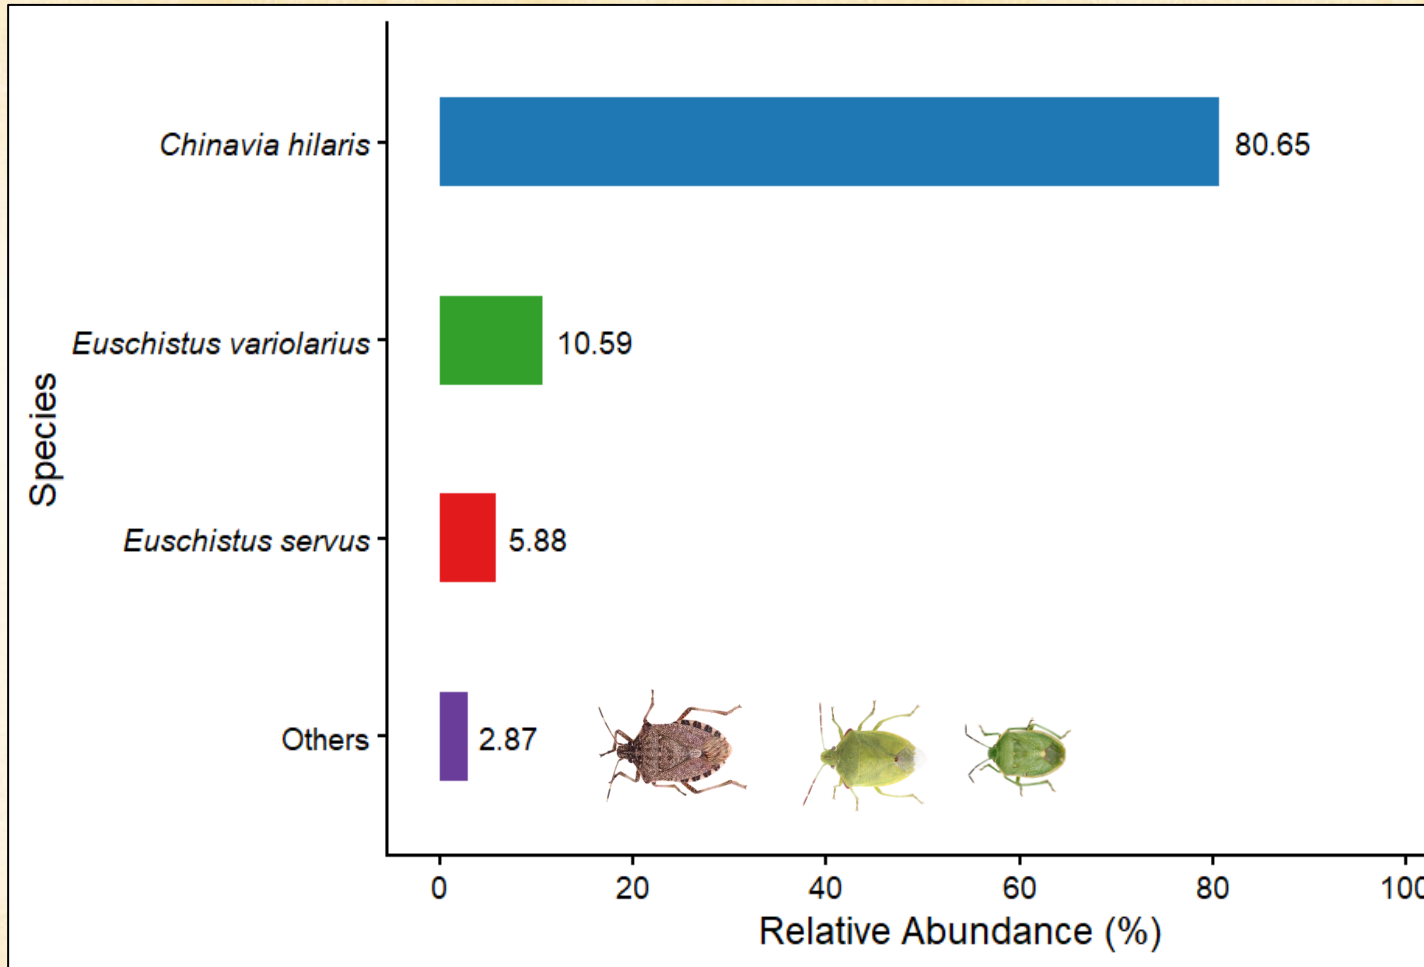 Chinavia hilaris
80.65
Euschistus variolarius
10.59
Species
Euschistus servus
5.88
Others
2.87
0 20 40 60 80 100
Relative Abundance (%)